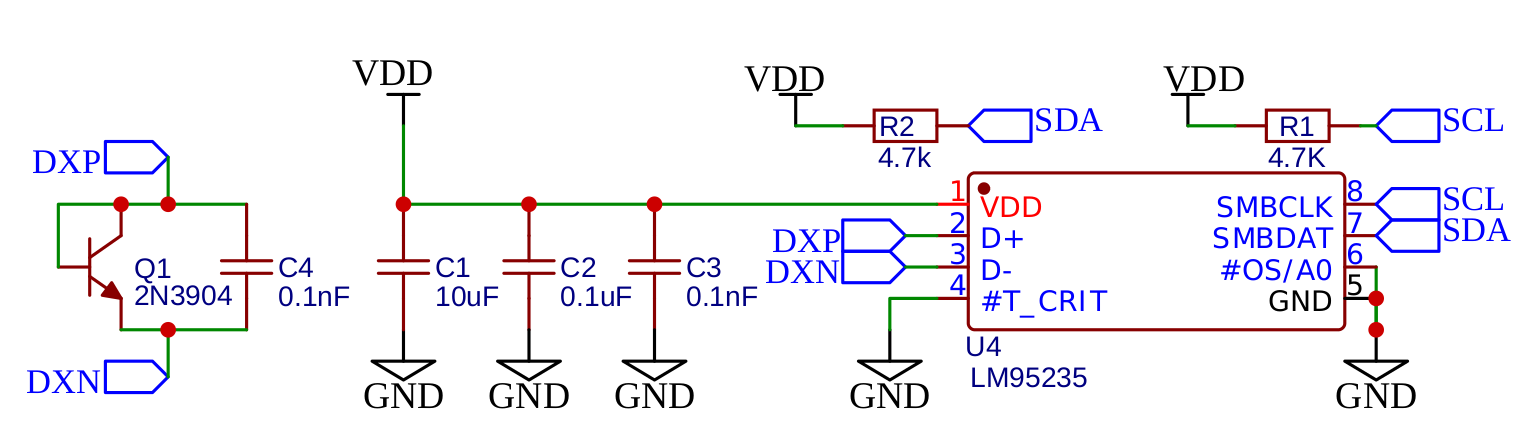 VDD
VDD
VDD
DXP
Q1
2N3904
C4
0.1nF
DXN
C1
10uF
C2
0.1uF
C3
0.1nF
GND
GND
GND
R2
4.7k
SDA
R1
4.7K
SCL
DXP
DXN
1
2
3
4
VDD
D+
D-
#T_CRIT
SMBCLK
SMBDAT
#OS/A0
GND
8
7
6
5
SCL
SDA
U4
LM95235
GND
GND